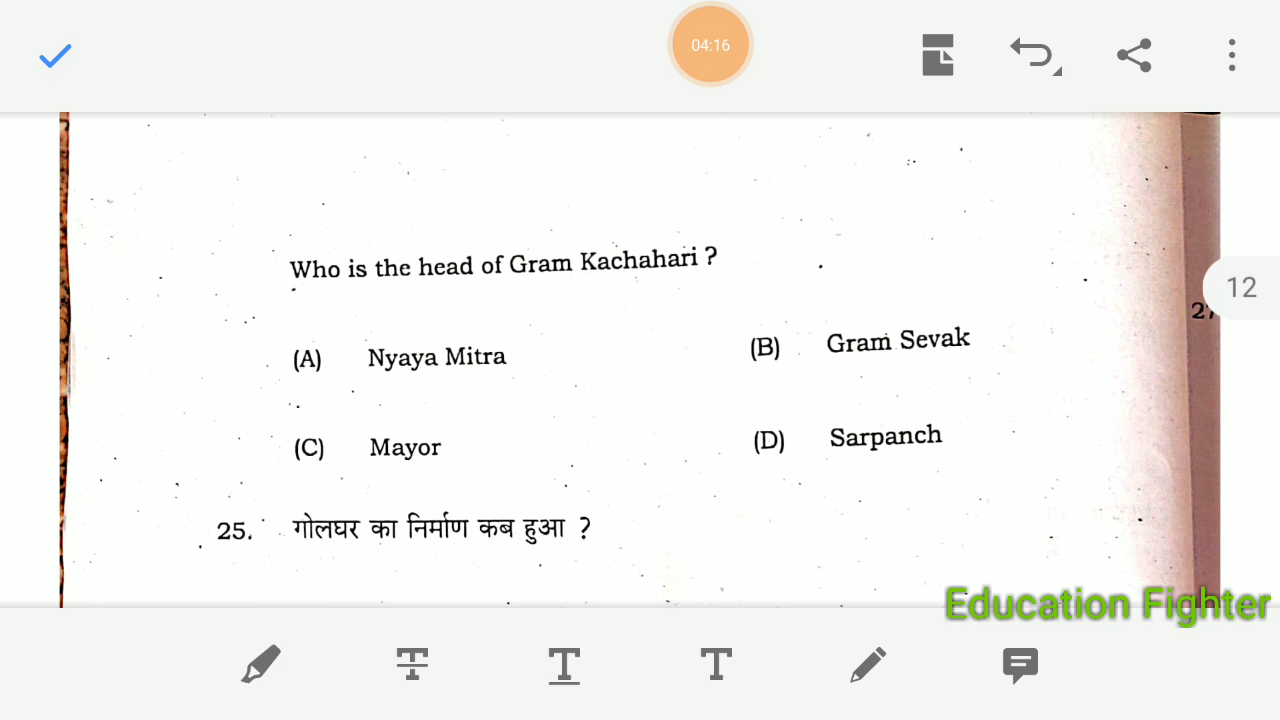 04:16
Who is the head of Gram Kachahari ?
12
(A) Nyaya Mitra (B) Gram Sevak
(C) Mayor (D) Sarpanch
25. गोलघर का निर्माण कब हुआ ?
Education Fighter